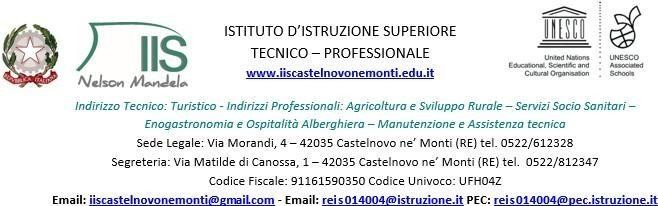 ISTITUTO D'ISTRUZIONE SUPERIORE
TECNICO – PROFESSIONALE
www.iiscastelnovonemonti.edu.it
REPVBBLICA ITALIANA
IIS
Nelson Mandela
UNESCO
United Nations
Educational, Scientific and
Cultural Organisation
UNESCO
Associated
Schools
Indirizzo Tecnico: Turistico - Indirizzi Professionali: Agricoltura e Sviluppo Rurale – Servizi Socio Sanitari –
Enogastronomia e Ospitalità Alberghiera – Manutenzione e Assistenza tecnica
Sede Legale: Via Morandi, 4 – 42035 Castelnovo ne' Monti (RE) tel. 0522/612328
Segreteria: Via Matilde di Canossa, 1 – 42035 Castelnovo ne' Monti (RE) tel. 0522/812347
Codice Fiscale: 91161590350 Codice Univoco: UFH04Z
Email: iiscastelnovonemonti@gmail.com - Email: reis014004@istruzione.it PEC: reis014004@pec.istruzione.it